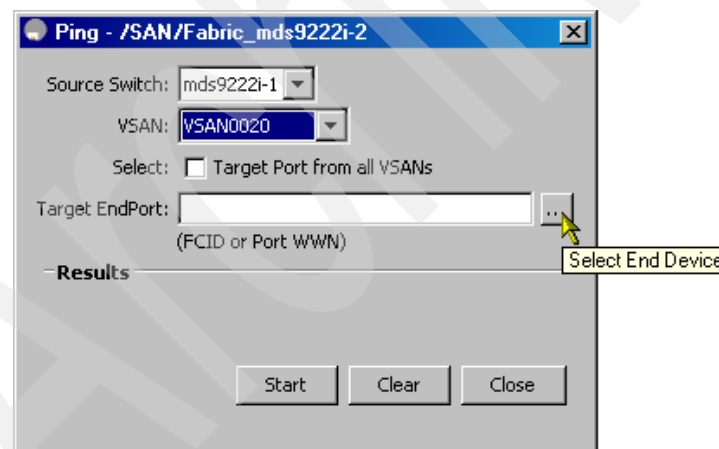 Ping - /SAN/Fabric_mds9222i-2
Source Switch: mds9222i-1
VSAN: VSAN0020
Select: Target Port from all VSANs
Target EndPort: ...
(FCID or Port WWN)
Select End Device
Results
Start Clear Close